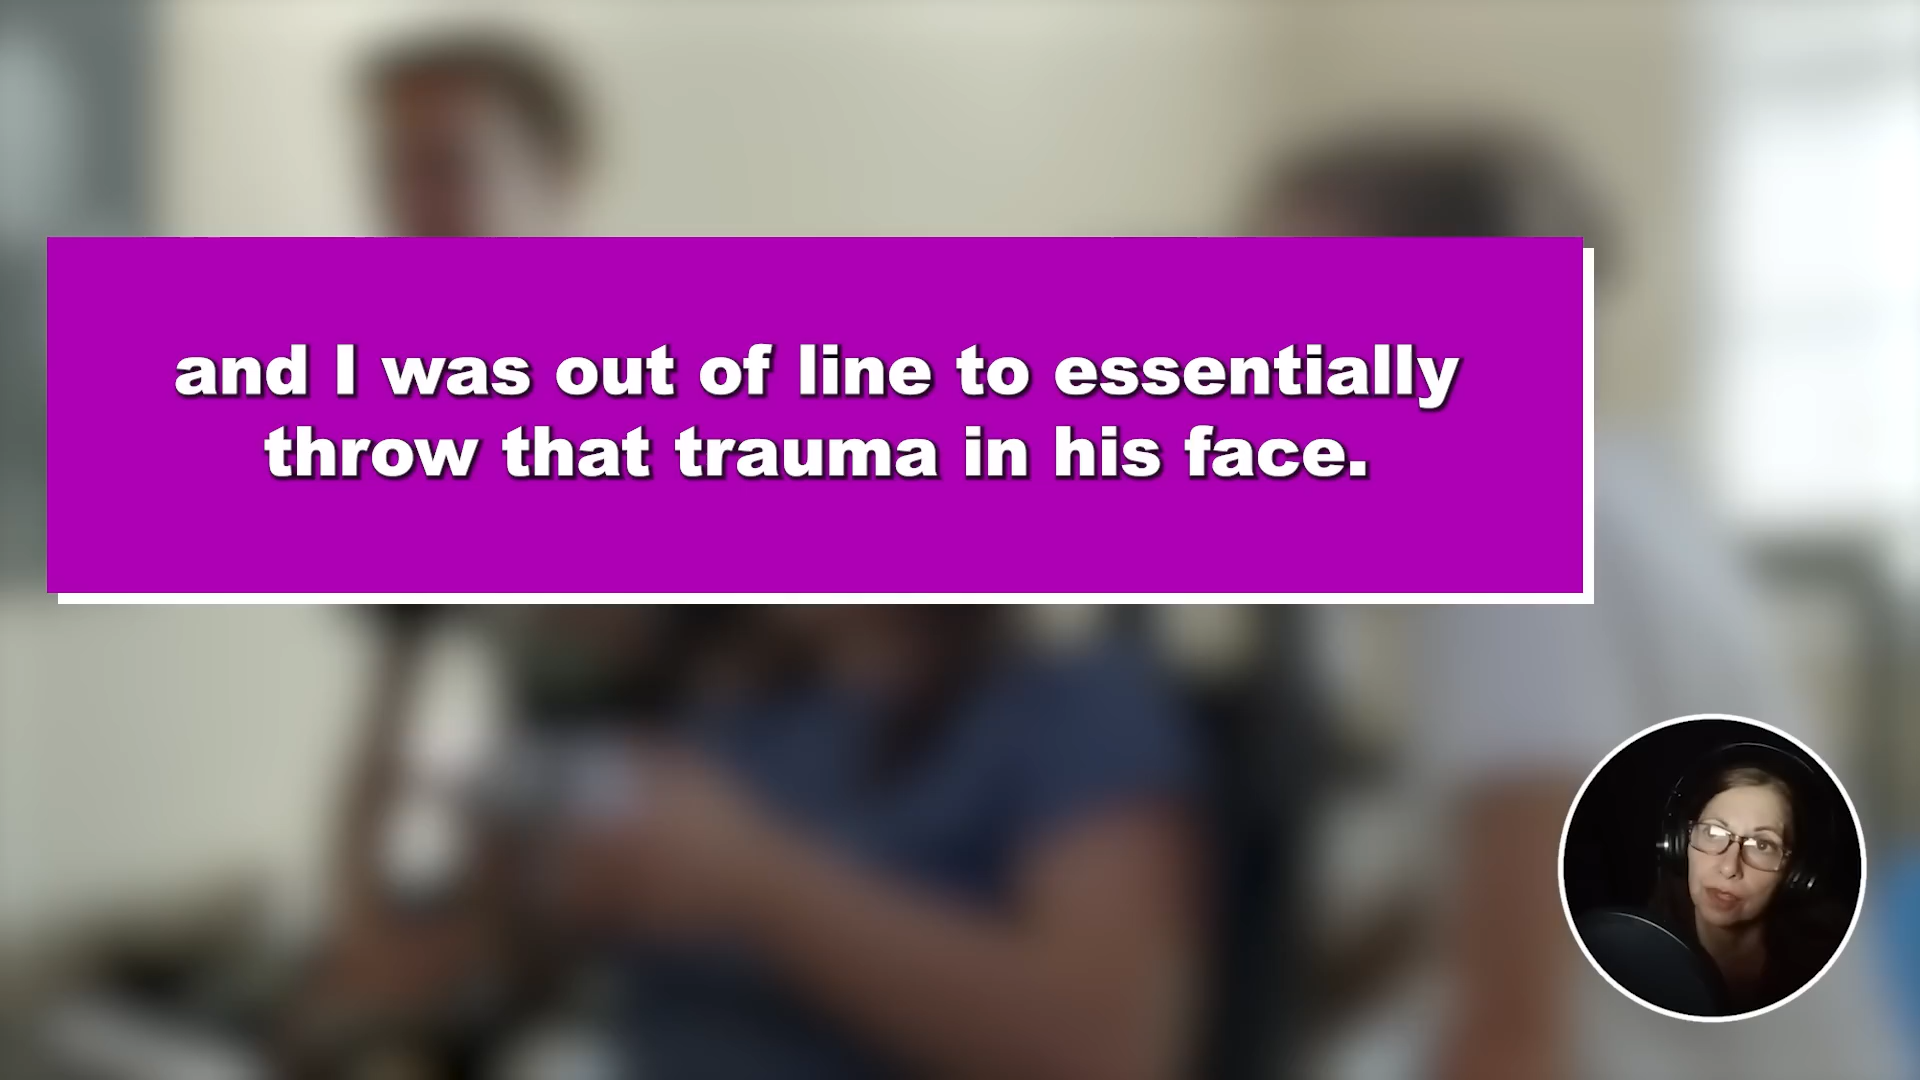 and I was out of line to essentially
throw that trauma in his face.